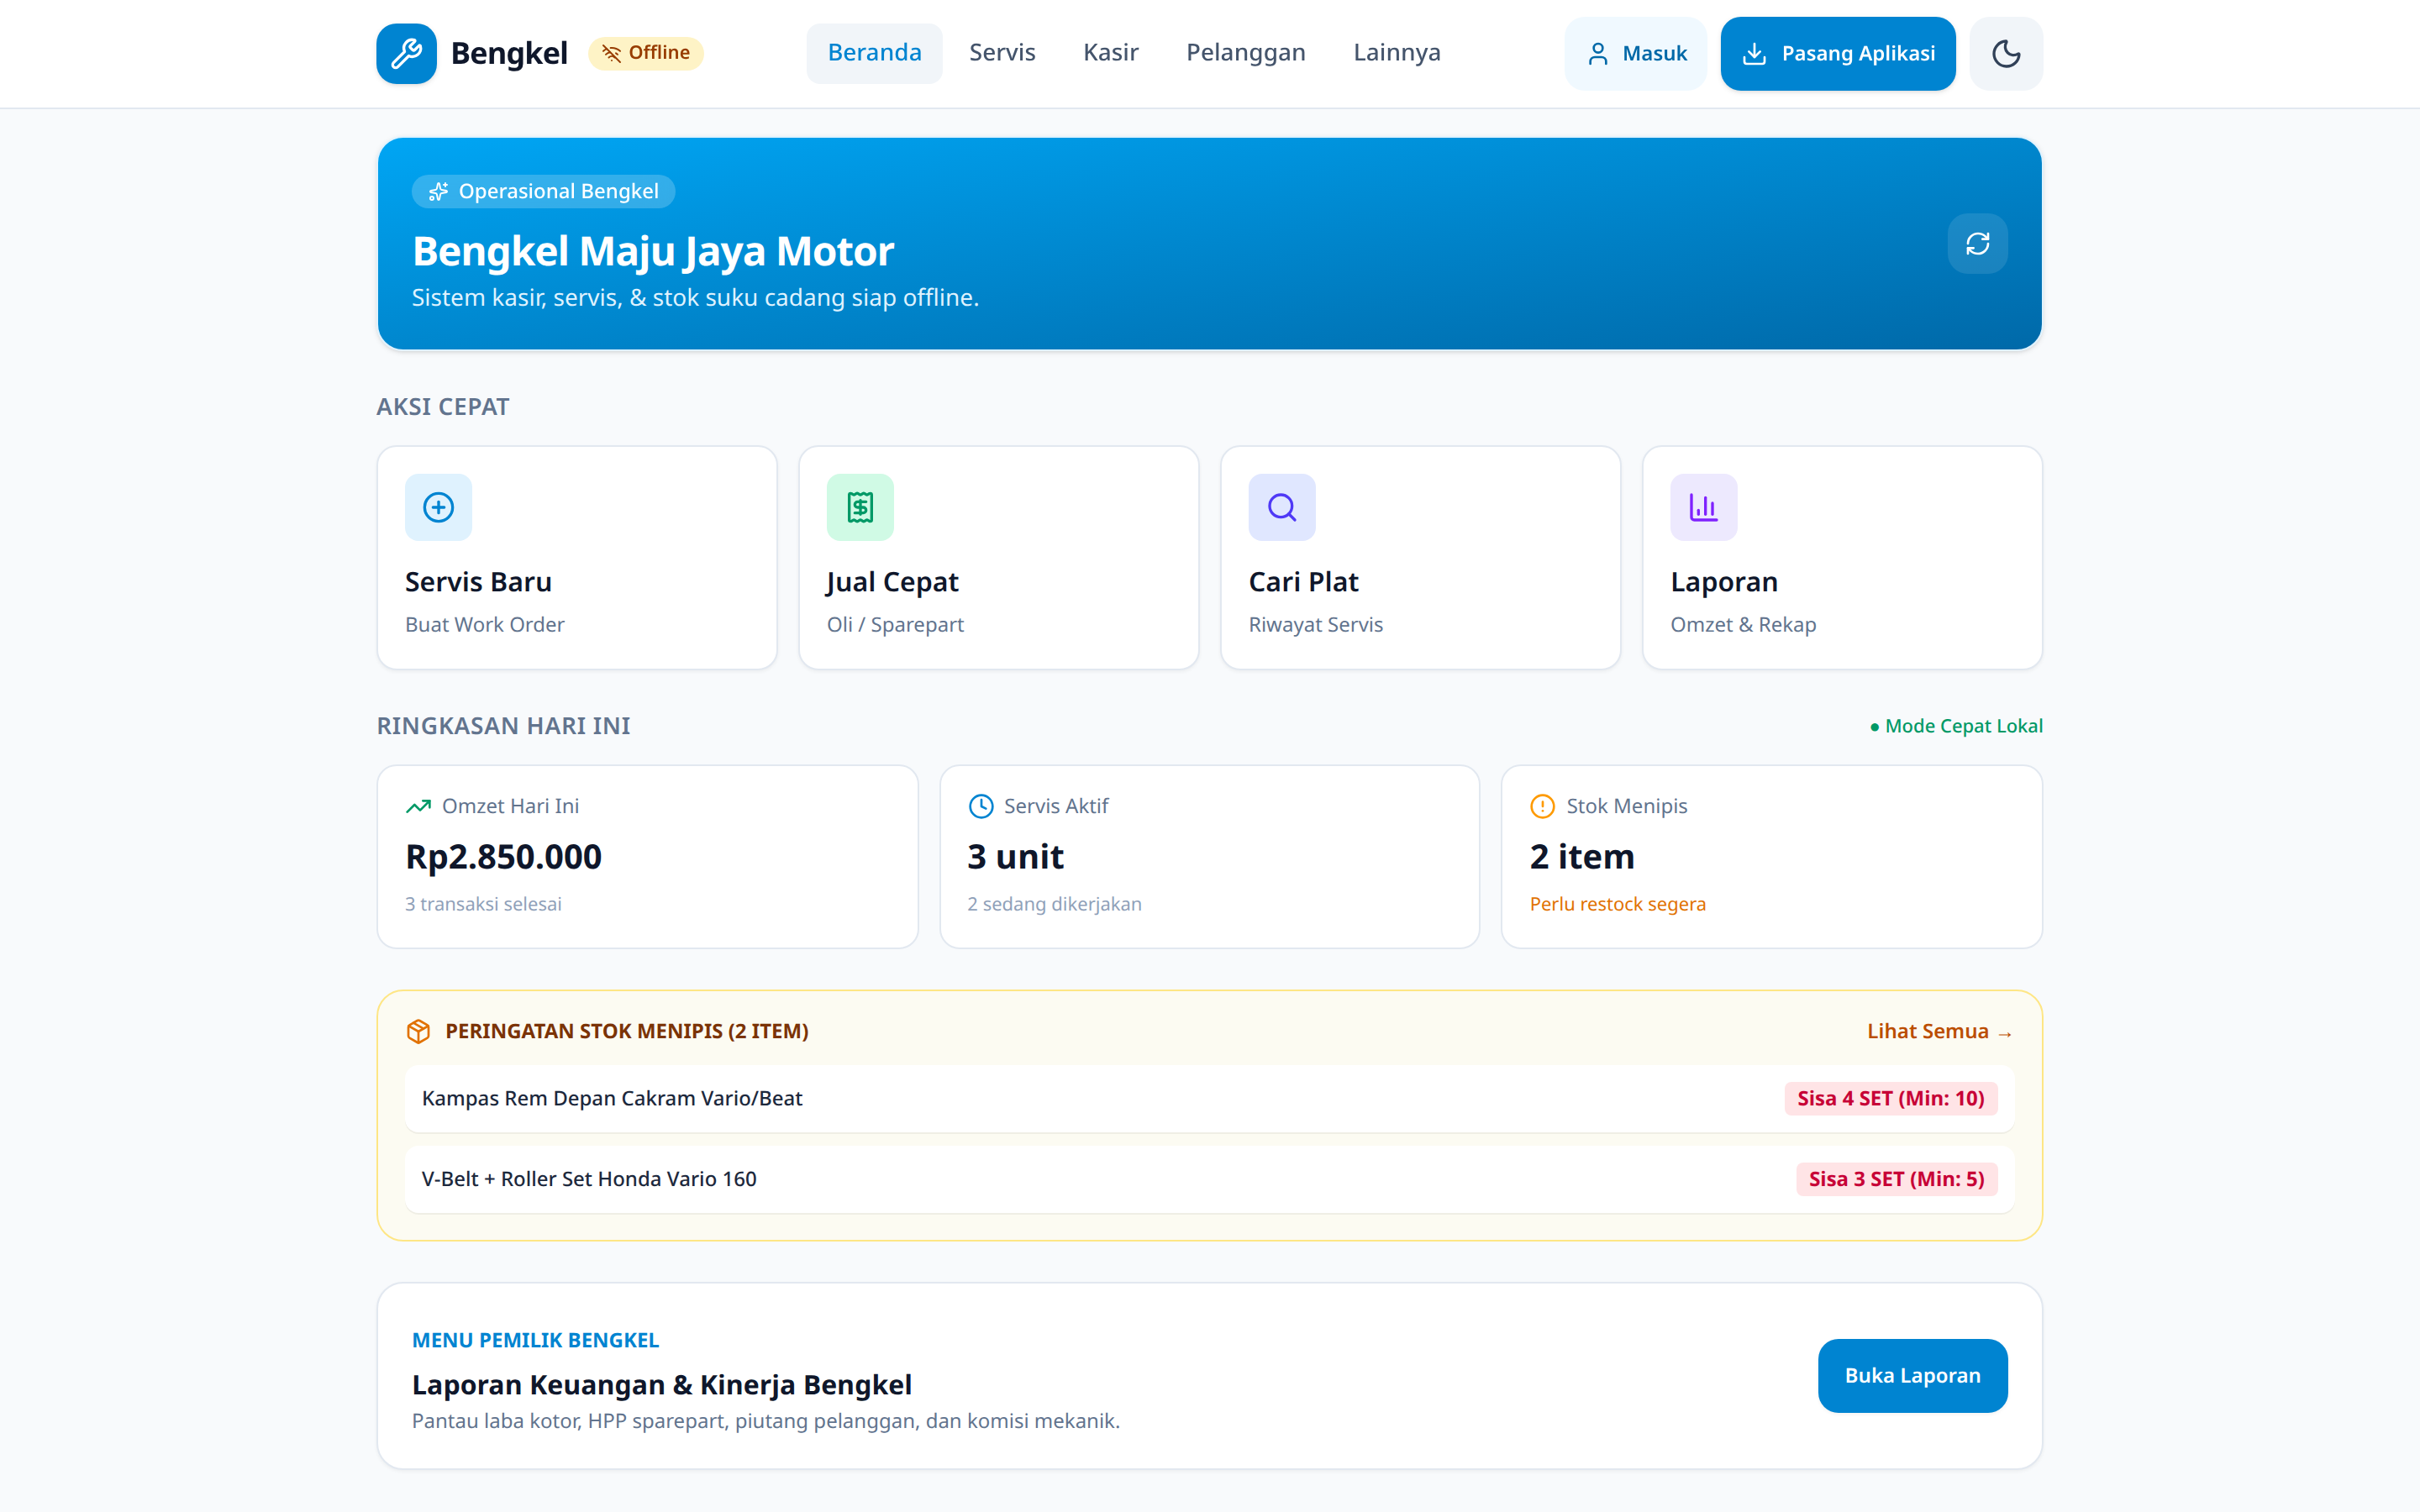 Bengkel
Offline
Beranda
Servis
Kasir
Pelanggan
Lainnya
Masuk
Pasang Aplikasi
Operasional Bengkel
Bengkel Maju Jaya Motor
Sistem kasir, servis, & stok suku cadang siap offline.
AKSI CEPAT
Servis Baru
Buat Work Order
Jual Cepat
Oli / Sparepart
Cari Plat
Riwayat Servis
Laporan
Omzet & Rekap
RINGKASAN HARI INI
● Mode Cepat Lokal
Omzet Hari Ini
Rp2.850.000
3 transaksi selesai
Servis Aktif
3 unit
2 sedang dikerjakan
Stok Menipis
2 item
Perlu restock segera
PERINGATAN STOK MENIPIS (2 ITEM)
Lihat Semua →
Kampas Rem Depan Cakram Vario/Beat
Sisa 4 SET (Min: 10)
V-Belt + Roller Set Honda Vario 160
Sisa 3 SET (Min: 5)
MENU PEMILIK BENGKEL
Laporan Keuangan & Kinerja Bengkel
Pantau laba kotor, HPP sparepart, piutang pelanggan, dan komisi mekanik.
Buka Laporan